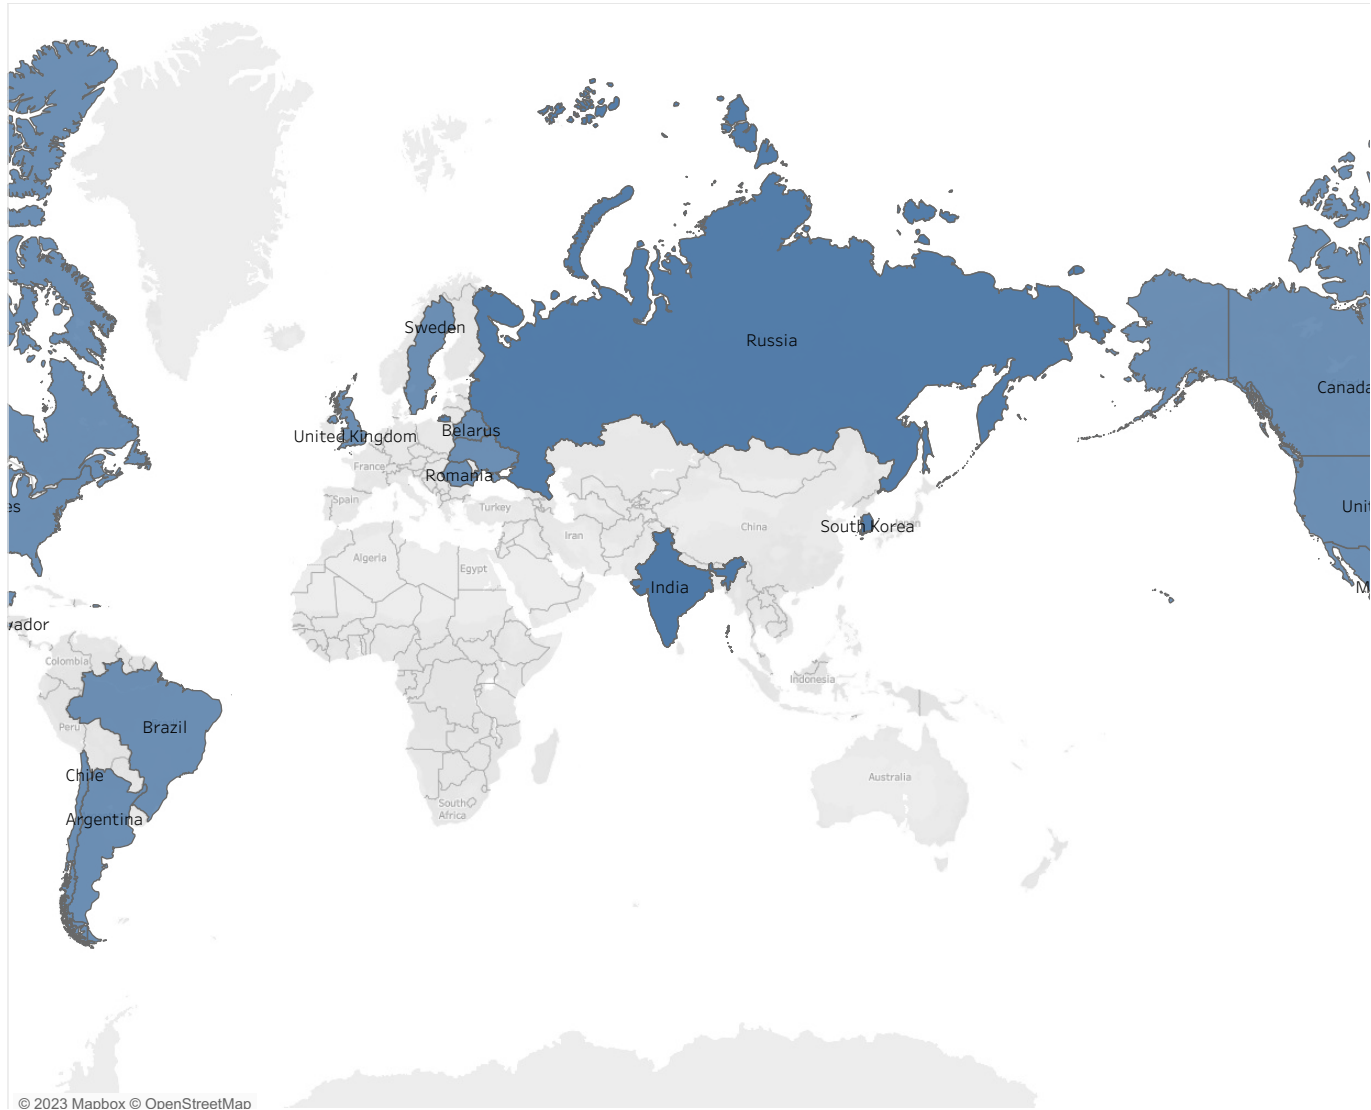 Sweden
Russia
Canada
United Kingdom
Belarus
France
Romania
Spain
Turkey
es
Unit
China
South Korea
Iran
Algeria
Egypt
India
M
vador
Colombia
Indonesia
Peru
Brazil
Chile
Australia
South
Africa
Argentina
© 2023 Mapbox © OpenStreetMap